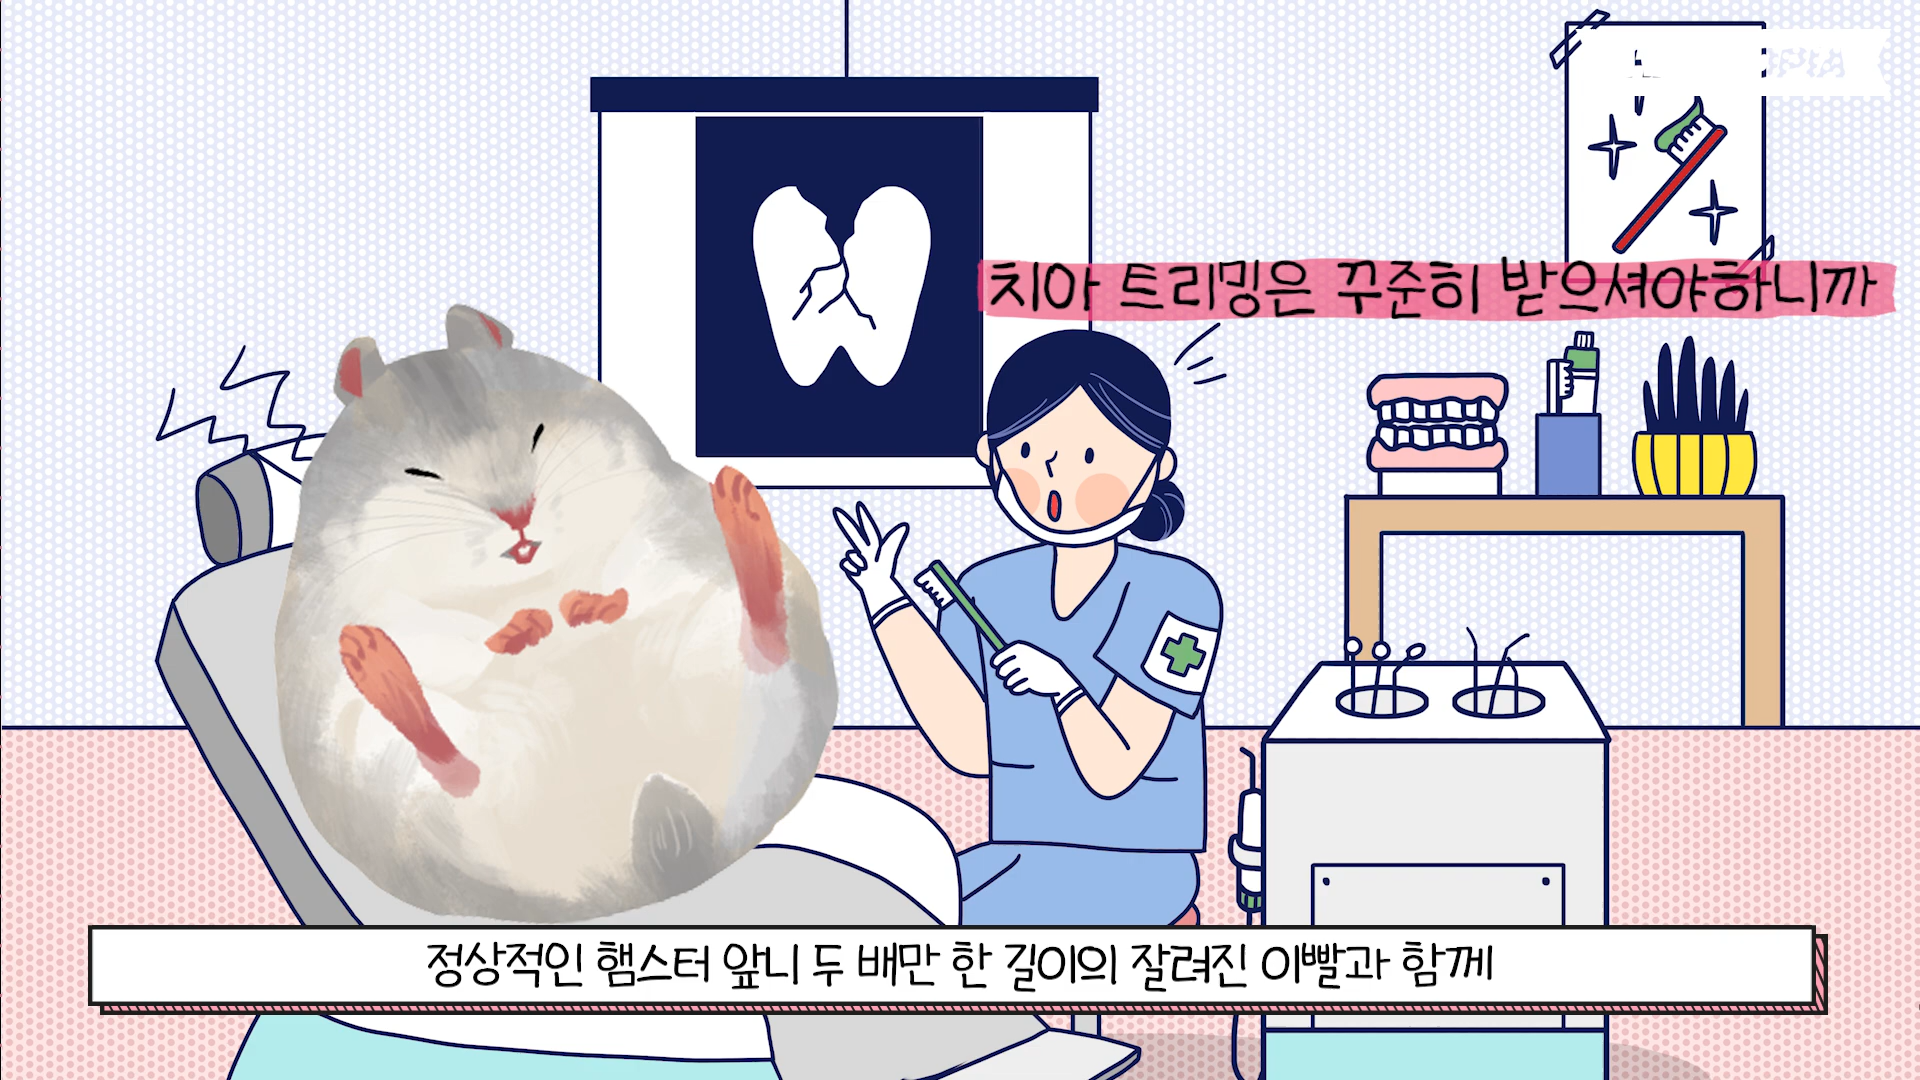 치아 트리밍은 꾸준히 받으셔야하니까
정상적인 햄스터 앞니 두 배만 한 길이의 잘려진 이빨과 함께